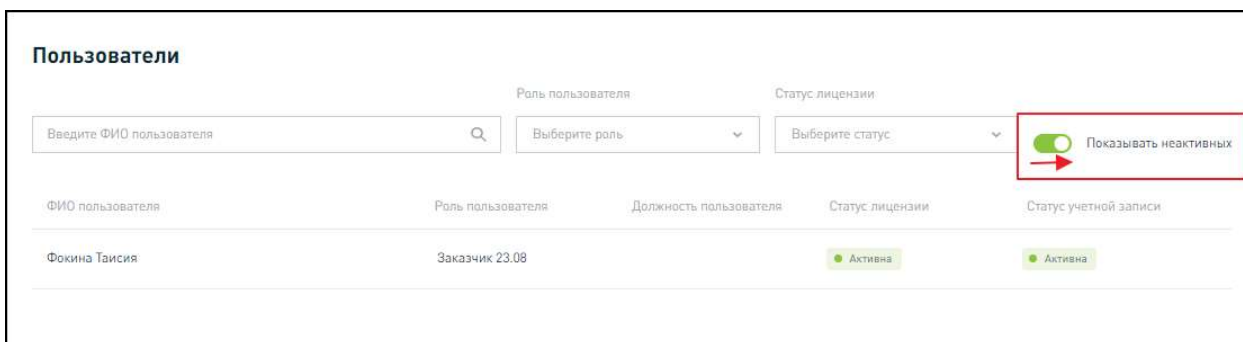 Пользователи
Роль пользователя Статус лицензии
Введите ФИО пользователя Выберите роль Выберите статус Показывать неактивных
ФИО пользователя Роль пользователя Должность пользователя Статус лицензии Статус учетной записи
Фокина Таисия Заказчик 23.08 Активна Активна